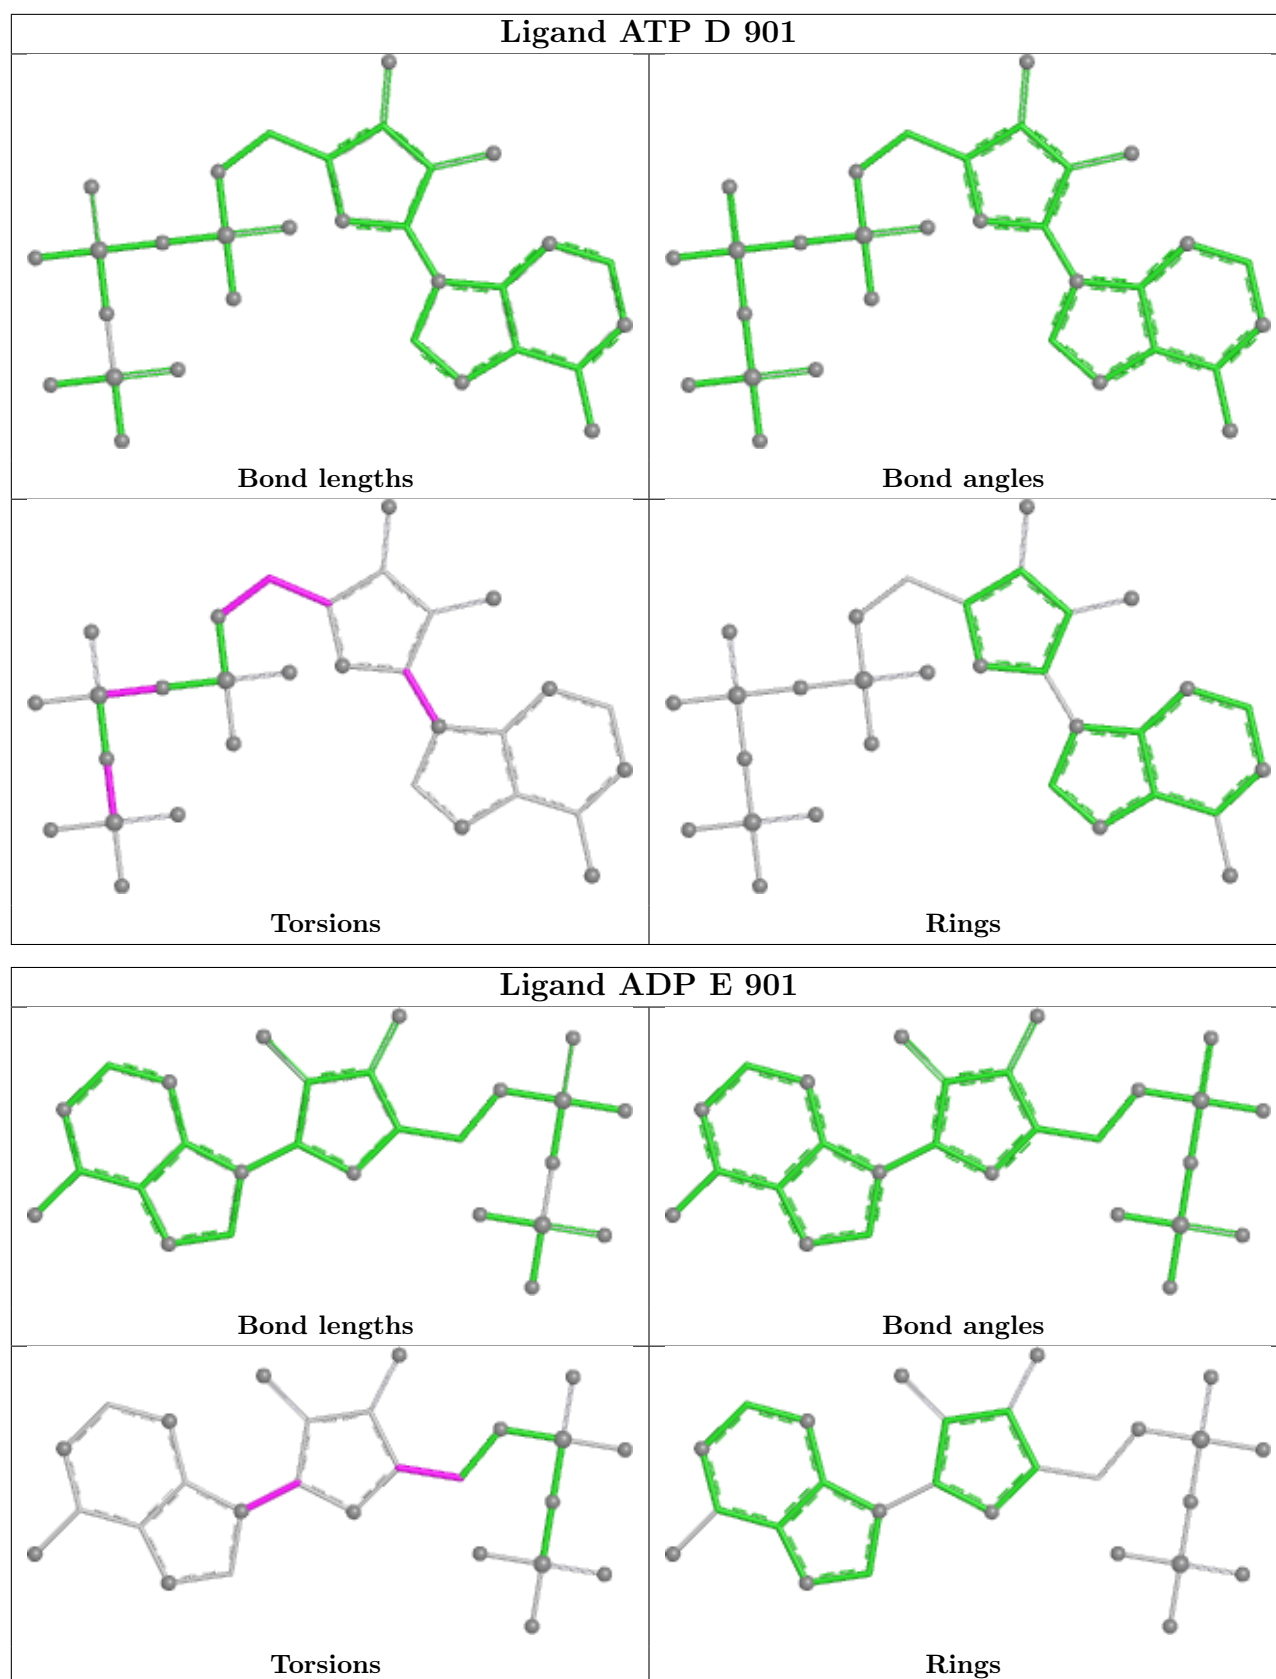 Ligand ATP D 901
Bond lengths
Bond angles
Torsions
Rings
Ligand ADP E 901
Bond lengths
Bond angles
Torsions
Rings